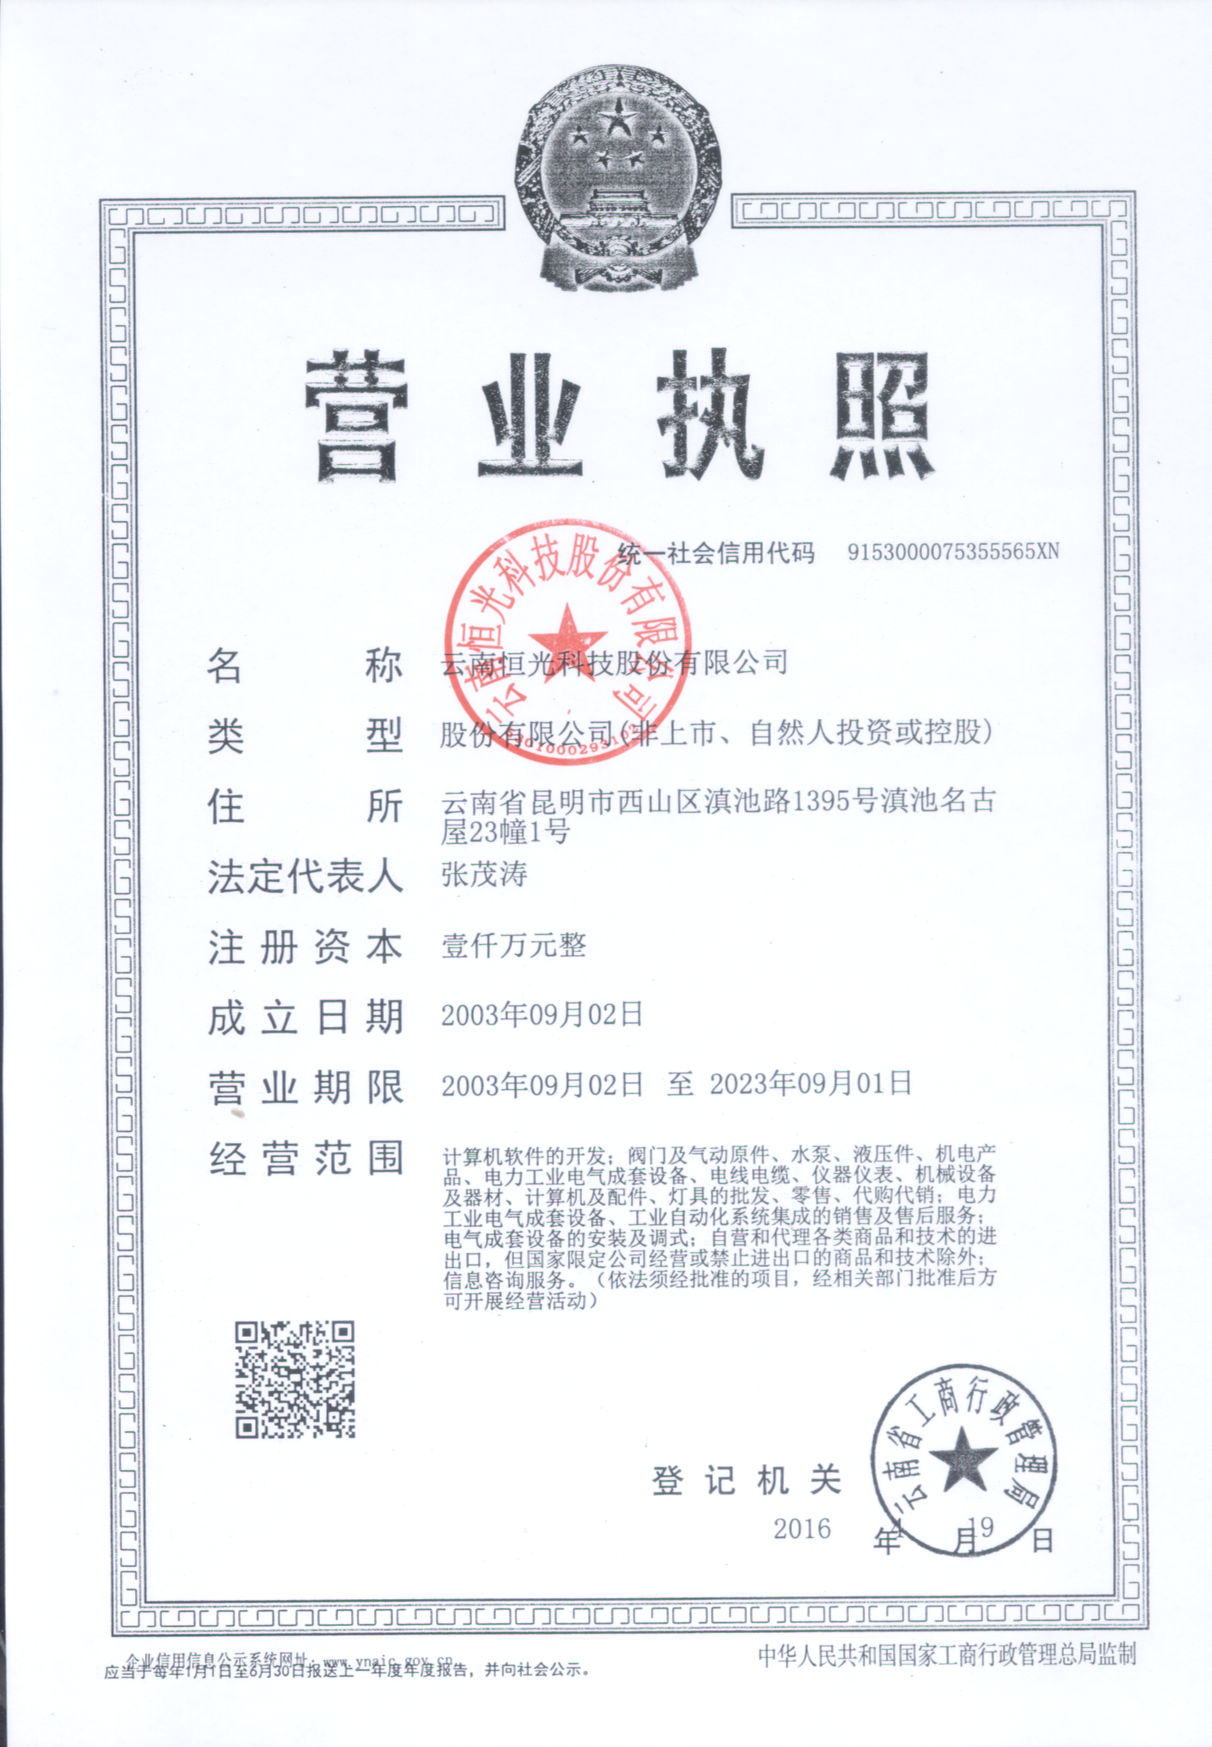 营业执照
统一社会信用代码 9153000075355565XN
云南恒光科技股份有限公司
名称 云南恒光科技股份有限公司
类型 股份有限公司(非上市、自然人投资或控股)
住所 云南省昆明市西山区滇池路1395号滇池名古
屋23幢1号
法定代表人 张茂涛
注册资本 壹仟万元整
成立日期 2003年09月02日
营业期限 2003年09月02日 至 2023年09月01日
经营范围 计算机软件的开发；阀门及气动原件、水泵、液压件、机电产
品、电力工业电气成套设备、电线电缆、仪器仪表、机械设备
及器材、计算机及配件、灯具的批发、零售、代购代销；电力
工业电气成套设备、工业自动化系统集成的销售及售后服务；
电气成套设备的安装及调式；自营和代理各类商品和技术的进
出口，但国家限定公司经营或禁止进出口的商品和技术除外；
信息咨询服务。（依法须经批准的项目，经相关部门批准后方
可开展经营活动）
云南省工商行政管理局
登记机关
2016年4月19日
企业信用信息公示系统网址：www.ynaic.gov.cn
应当于每年1月1日至6月30日报送上一年度年度报告，并向社会公示。
中华人民共和国国家工商行政管理总局监制